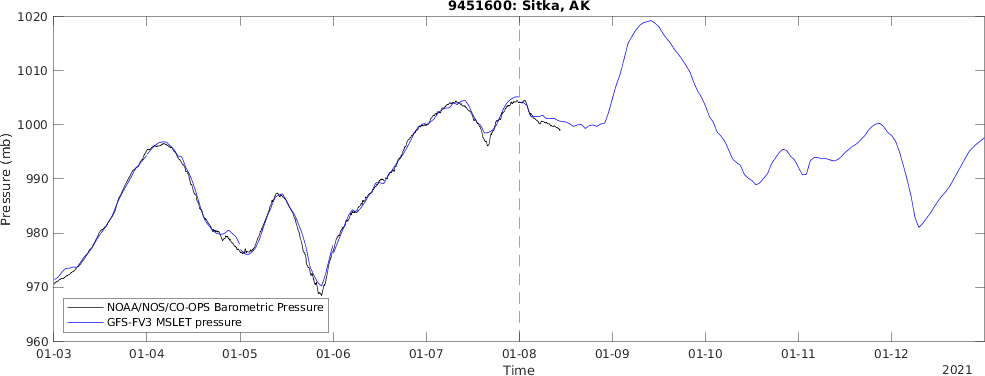 9451600: Sitka, AK
Pressure (mb)
1020
1010
1000
990
980
970
960
NOAA/NOS/CO-OPS Barometric Pressure
GFS-FV3 MSLET pressure
01-03 01-04 01-05 01-06 01-07 01-08 01-09 01-10 01-11 01-12
Time
2021